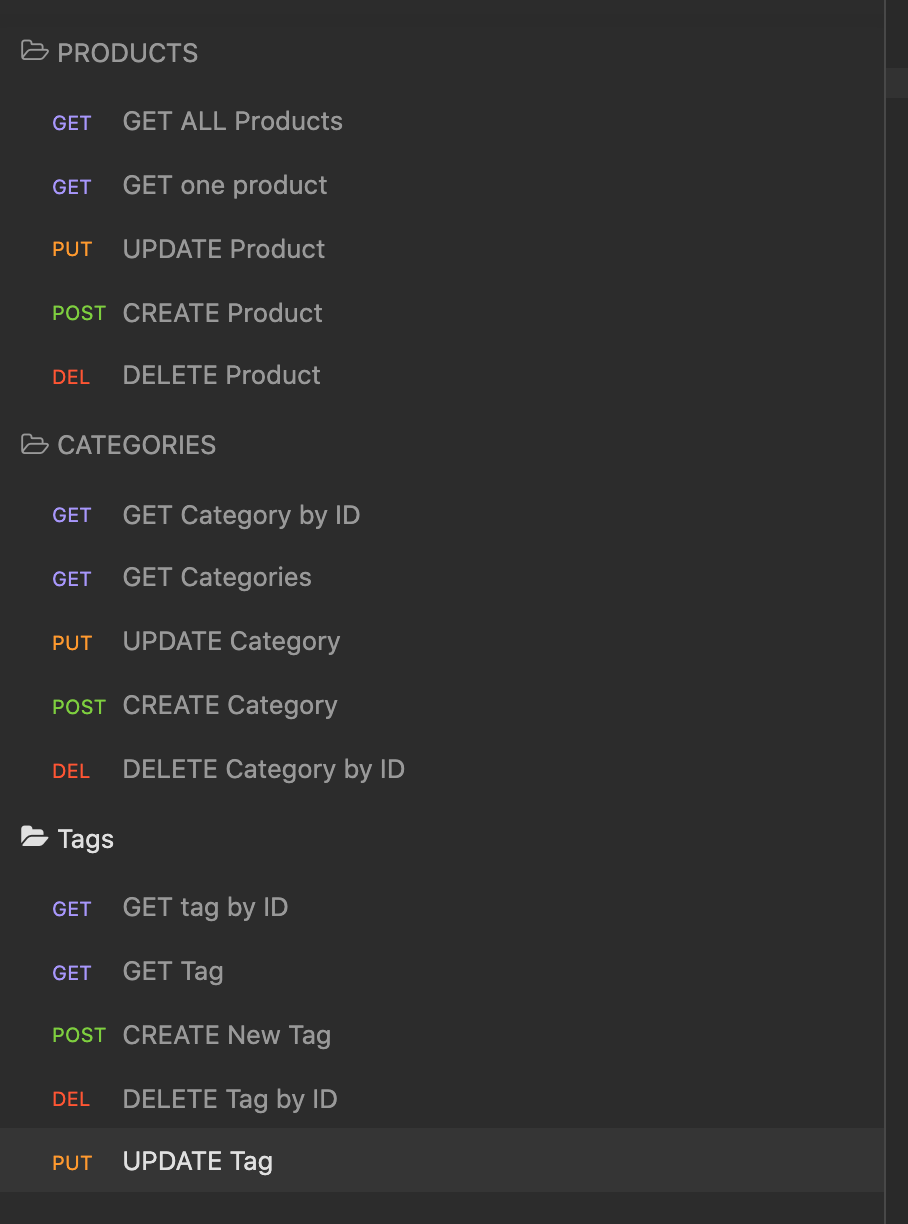 PRODUCTS
GET GET ALL Products
GET GET one product
PUT UPDATE Product
POST CREATE Product
DEL DELETE Product
CATEGORIES
GET GET Category by ID
GET GET Categories
PUT UPDATE Category
POST CREATE Category
DEL DELETE Category by ID
Tags
GET GET tag by ID
GET GET Tag
POST CREATE New Tag
DEL DELETE Tag by ID
PUT UPDATE Tag